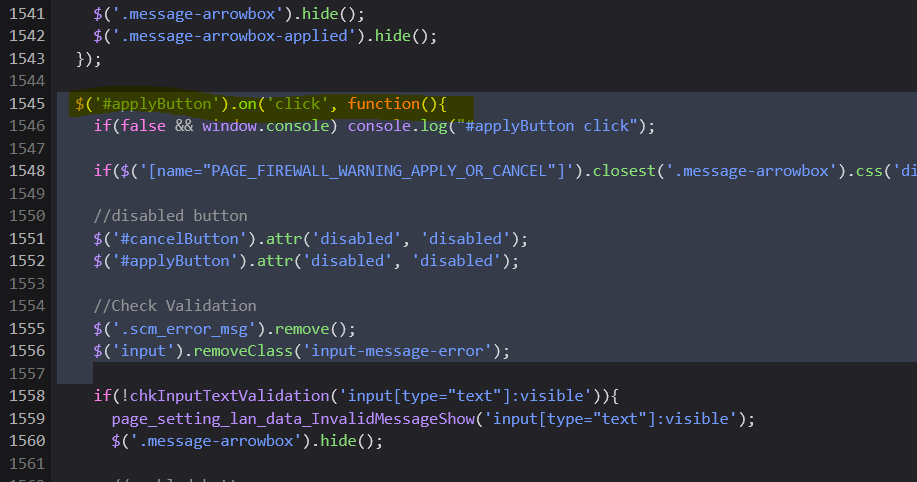 1541 $('.message-arrowbox').hide();
1542 $('.message-arrowbox-applied').hide();
1543 });
1544
1545 $('#applyButton').on('click', function(){
1546 if(false && window.console) console.log("#applyButton click");
1547
1548 if($('[name="PAGE_FIREWALL_WARNING_APPLY_OR_CANCEL"]').closest('.message-arrowbox').css('di
1549
1550 //disabled button
1551 $('#cancelButton').attr('disabled', 'disabled');
1552 $('#applyButton').attr('disabled', 'disabled');
1553
1554 //Check Validation
1555 $('.scm_error_msg').remove();
1556 $('input').removeClass('input-message-error');
1557
1558 if(!chkInputTextValidation('input[type="text"]:visible')){
1559 page_setting_lan_data_InvalidMessageShow('input[type="text"]:visible');
1560 $('.message-arrowbox').hide();
1561